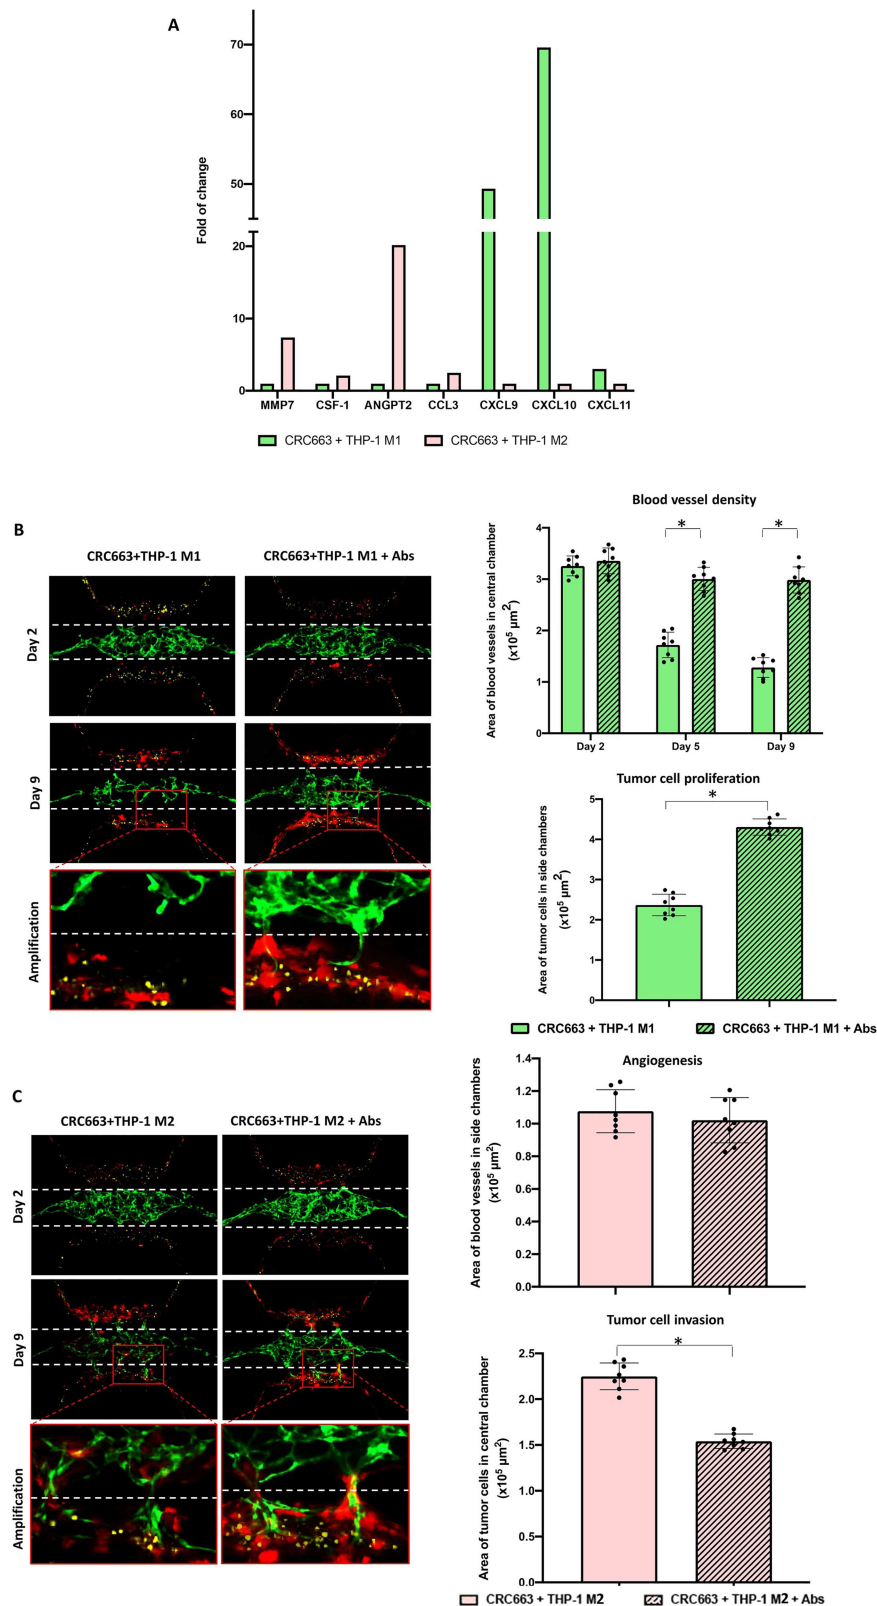 A
Fold of change
70
60
50
20
10
0
MMP7 CSF-1 ANGPT2 CCL3 CXCL9 CXCL10 CXCL11
CRC663 + THP-1 M1 CRC663 + THP-1 M2
B
CRC663+THP-1 M1 CRC663+THP-1 M1 + Abs
Day 2
Day 9
Amplification
Blood vessel density
Area of blood vessels in central chamber
(x10⁵ µm²)
4
3
2
1
0
* *
Day 2 Day 5 Day 9
Tumor cell proliferation
Area of tumor cells in side chambers
(x10⁵ µm²)
5
4
3
2
1
0
*
CRC663 + THP-1 M1 CRC663 + THP-1 M1 + Abs
C
CRC663+THP-1 M2 CRC663+THP-1 M2 + Abs
Day 2
Day 9
Amplification
Angiogenesis
Area of blood vessels in side chambers
(x10⁵ µm²)
1.4
1.2
1.0
0.8
0.6
0.4
0.2
0.0
Tumor cell invasion
Area of tumor cells in central chamber
(x10⁵ µm²)
2.5
2.0
1.5
1.0
0.5
0.0
*
CRC663 + THP-1 M2 CRC663 + THP-1 M2 + Abs